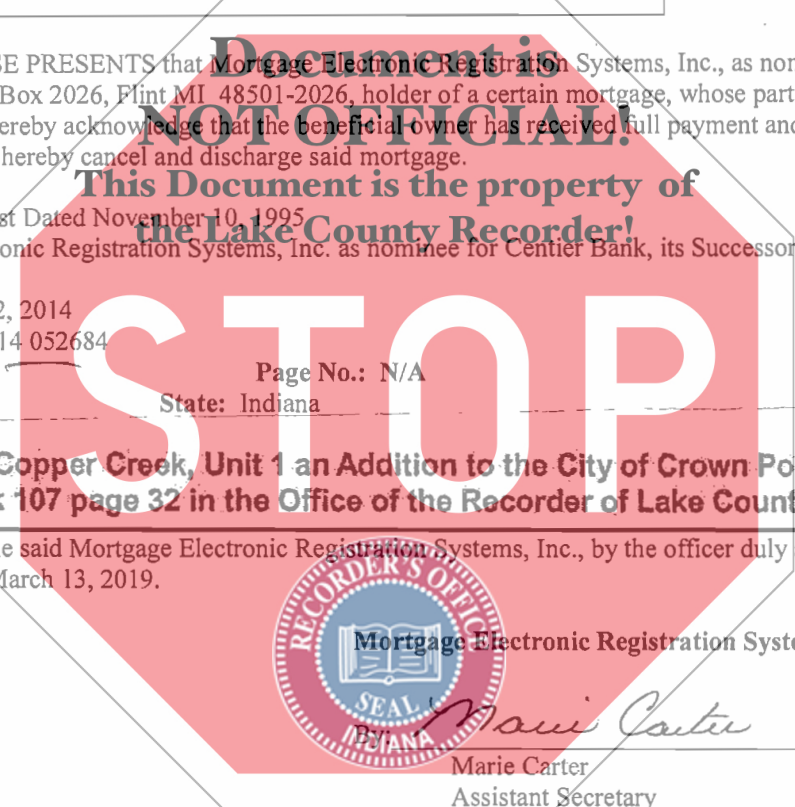 Document is
SE PRESENTS that Mortgage Electronic Registration Systems, Inc., as nom
Box 2026, Flint MI 48501-2026, holder of a certain mortgage, whose part
NOT OFFICIAL!
ereby acknowledge that the beneficial owner has received full payment and
hereby cancel and discharge said mortgage.
This Document is the property of
st Dated November 10, 1995
the Lake County Recorder!
onic Registration Systems, Inc. as nominee for Centier Bank, its Successor
2, 2014
14 052684
STOP
Page No.: N/A
State: Indiana
Copper Creek, Unit 1 an Addition to the City of Crown Po
k 107 page 32 in the Office of the Recorder of Lake Count
e said Mortgage Electronic Registration Systems, Inc., by the officer duly
March 13, 2019.
RECORDER'S OFFICE
SEAL
INDIANA
Mortgage Electronic Registration Syste
By: Marie Carter
Marie Carter
Assistant Secretary